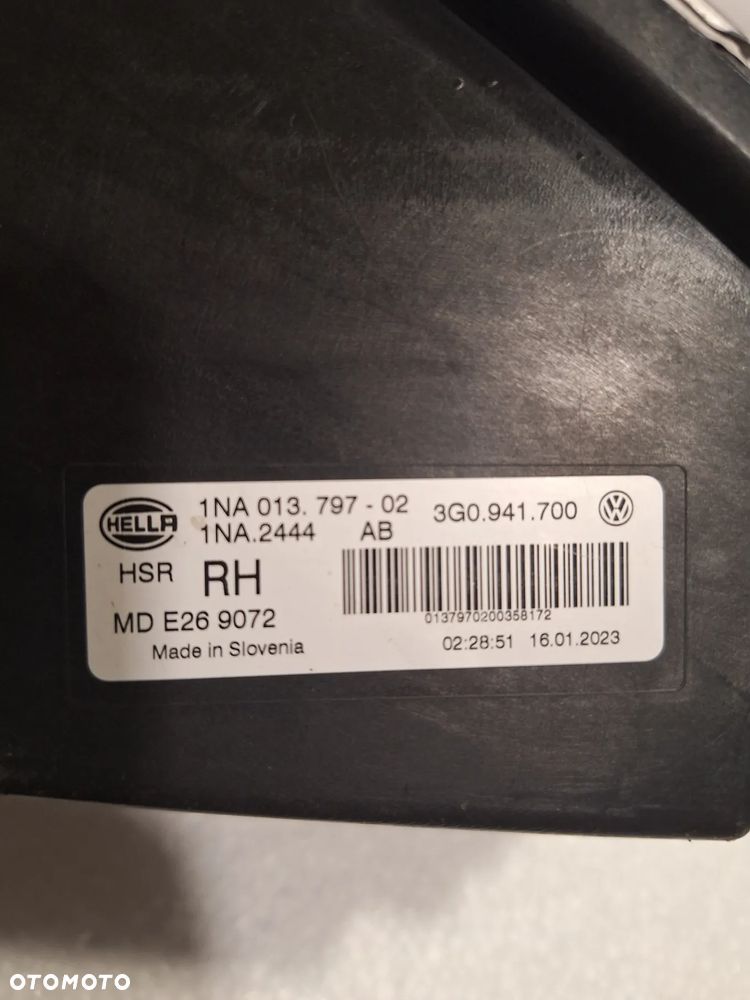 HELLA
1NA 013. 797 - 02
1NA.2444 AB
3G0.941.700
HSR RH
MD E26 9072
Made in Slovenia
0137970200358172
02:28:51 16.01.2023
OTOMOTO